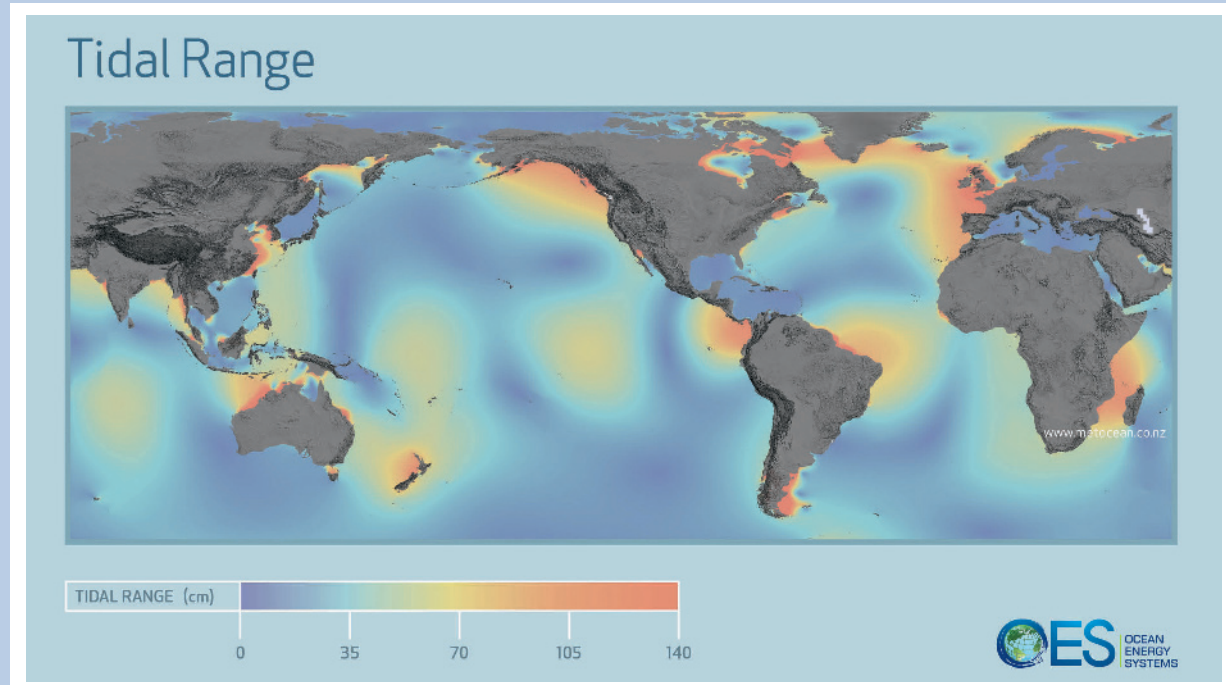 Tidal Range
www.metocean.co.nz
TIDAL RANGE (cm)
0 35 70 105 140
OES
OCEAN
ENERGY
SYSTEMS